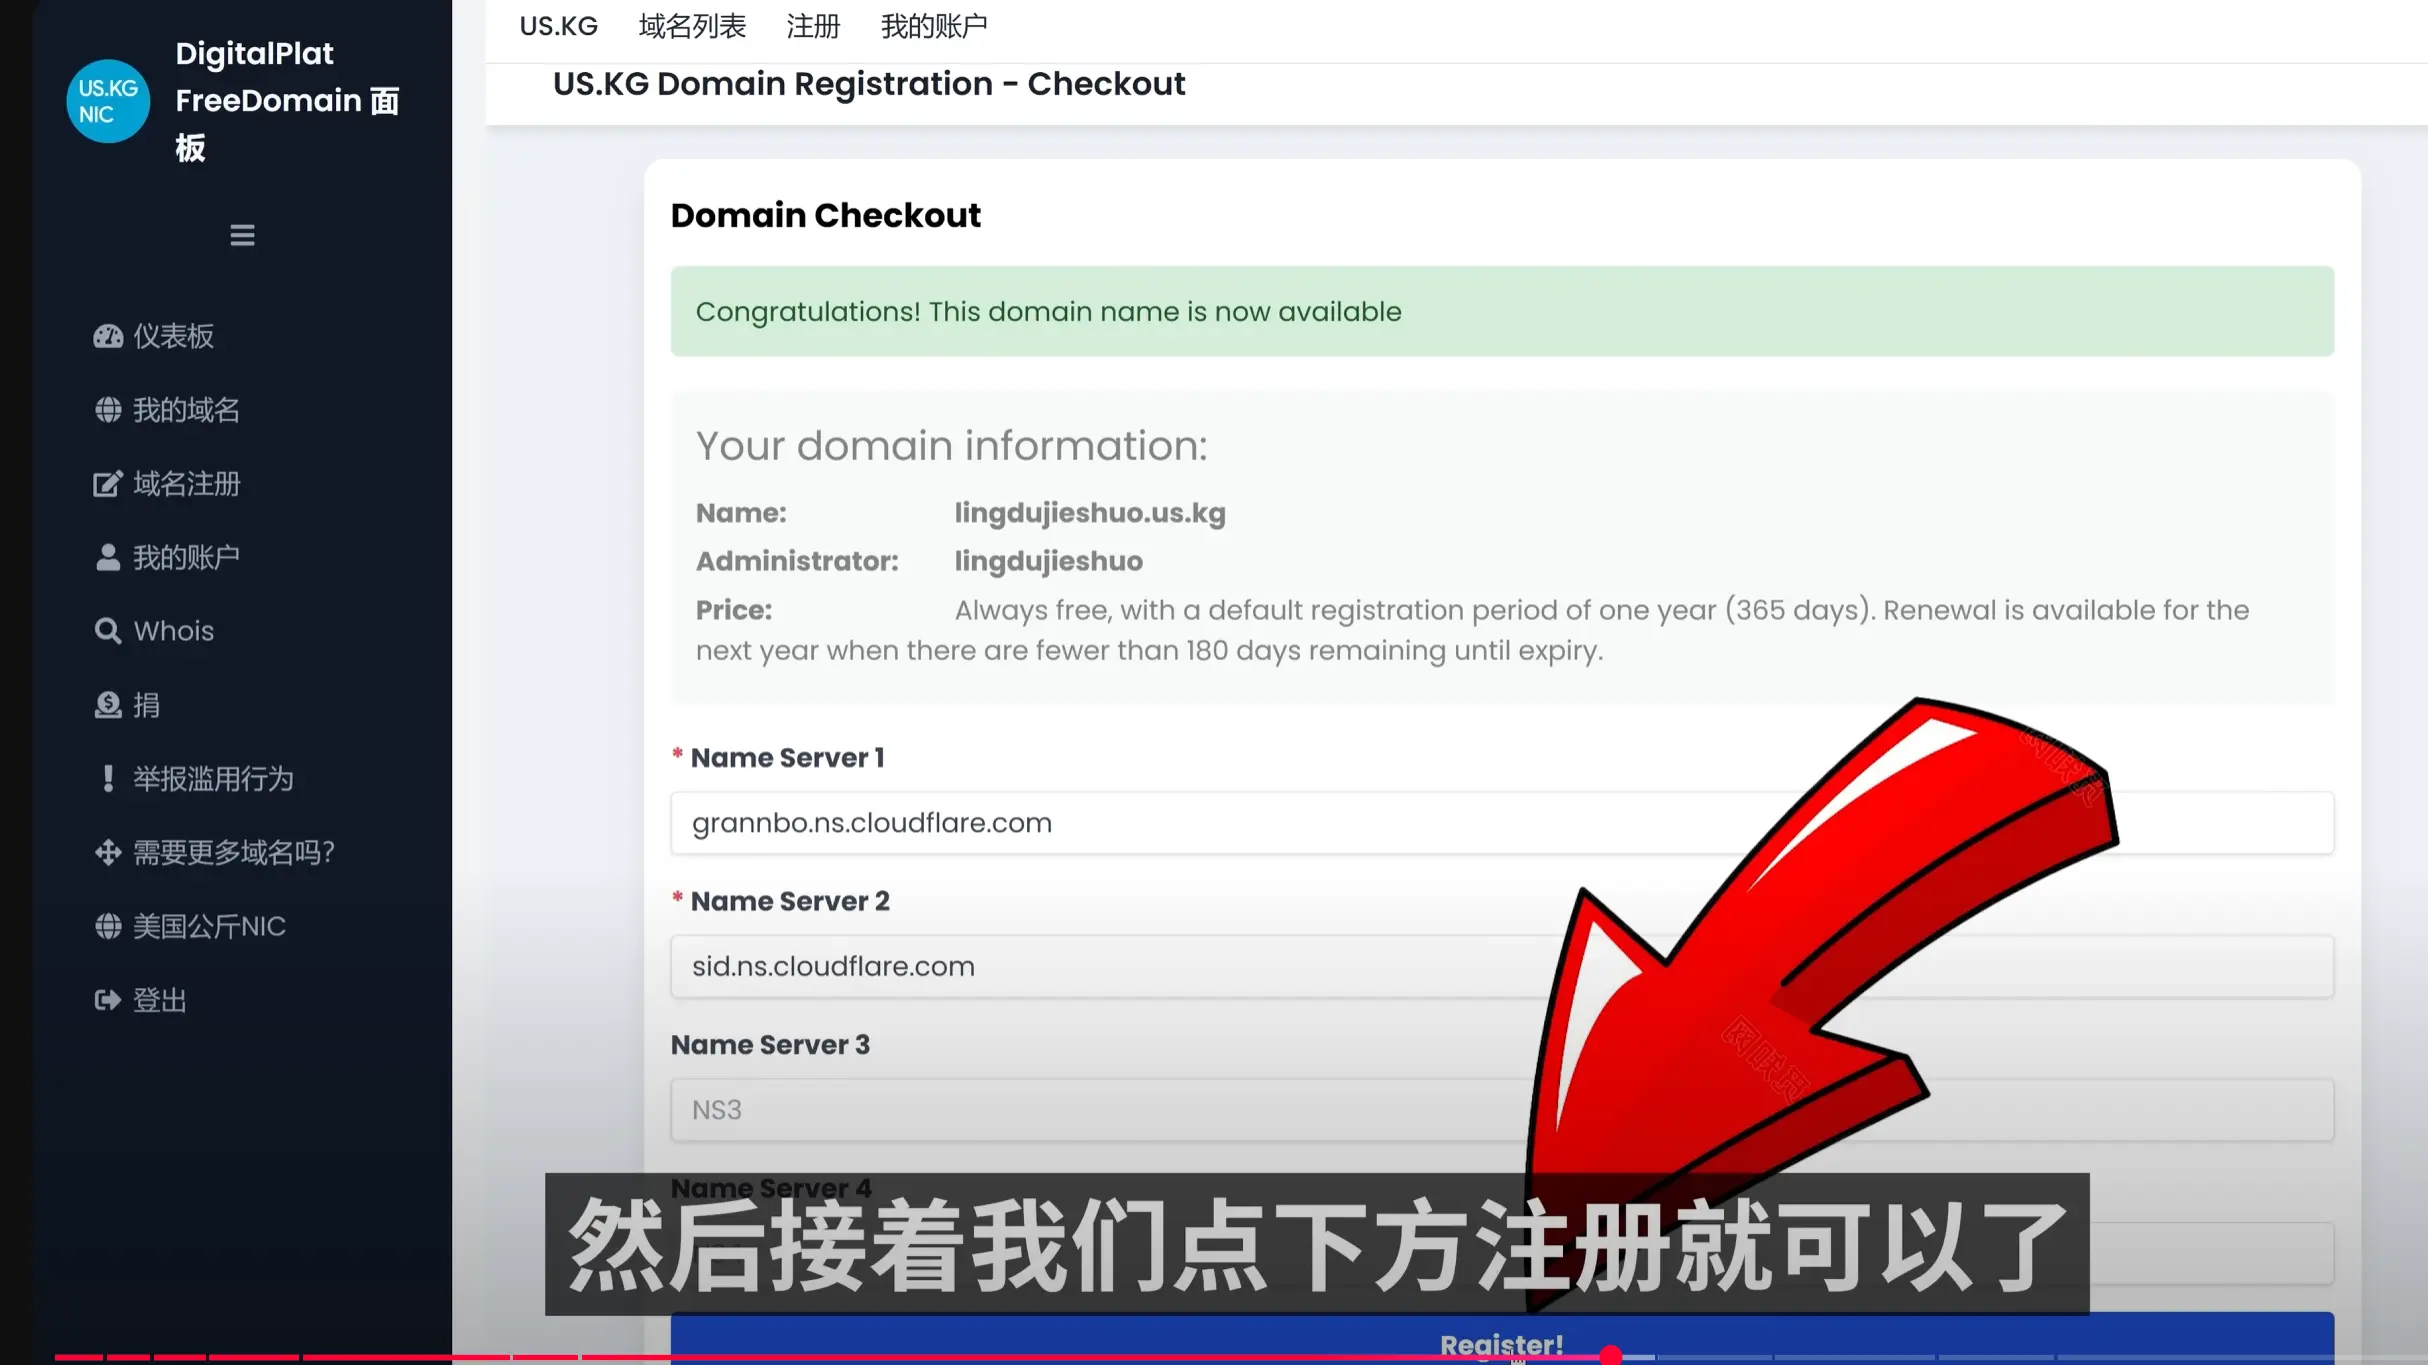 US.KG
NIC
DigitalPlat
FreeDomain 面
板
仪表板
我的域名
域名注册
我的账户
Whois
捐
举报滥用行为
需要更多域名吗?
美国公斤NIC
登出
US.KG 域名列表 注册 我的账户
US.KG Domain Registration - Checkout
Domain Checkout
Congratulations! This domain name is now available
Your domain information:
Name: lingdujieshuo.us.kg
Administrator: lingdujieshuo
Price: Always free, with a default registration period of one year (365 days). Renewal is available for the
next year when there are fewer than 180 days remaining until expiry.
* Name Server 1
grannbo.ns.cloudflare.com
* Name Server 2
sid.ns.cloudflare.com
Name Server 3
NS3
Name Server 4
然后接着我们点下方注册就可以了
Register!